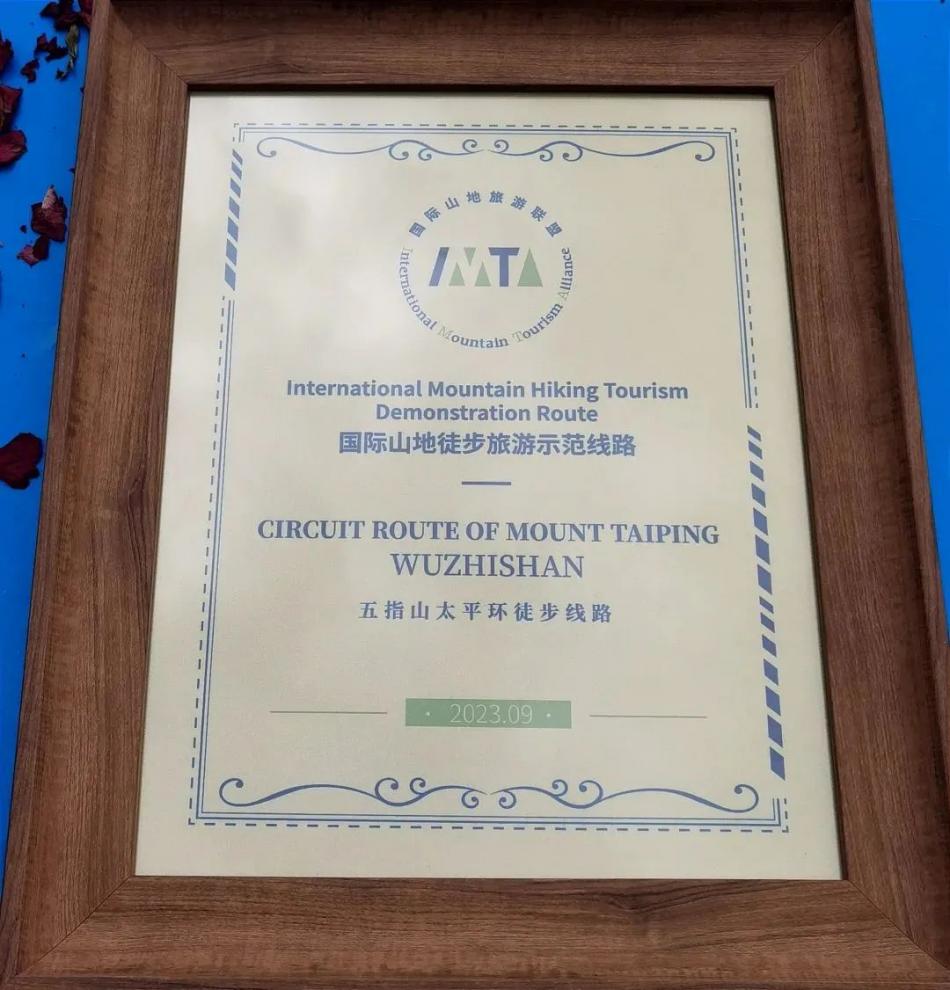 国际山地旅游联盟
IMTA
International Mountain Tourism Alliance
International Mountain Hiking Tourism
Demonstration Route
国际山地徒步旅游示范线路
CIRCUIT ROUTE OF MOUNT TAIPING
WUZHISHAN
五指山太平环徒步线路
· 2023.09 ·